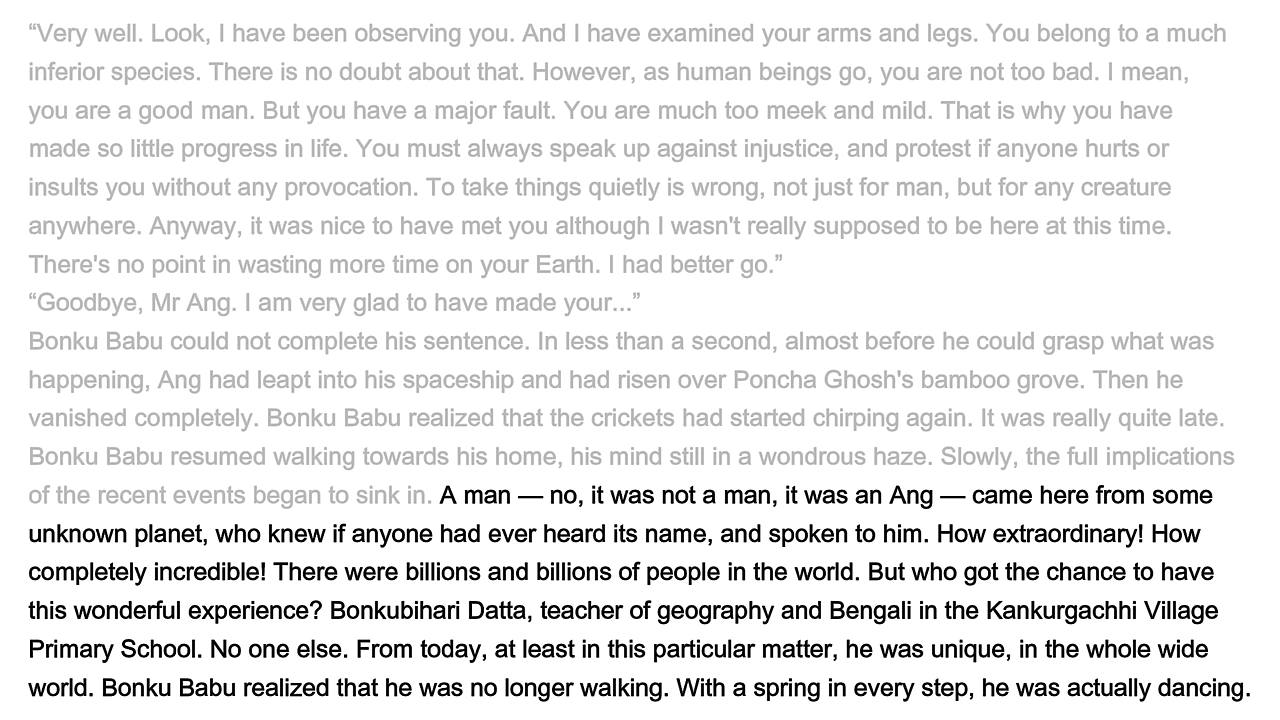 “Very well. Look, I have been observing you. And I have examined your arms and legs. You belong to a much
inferior species. There is no doubt about that. However, as human beings go, you are not too bad. I mean,
you are a good man. But you have a major fault. You are much too meek and mild. That is why you have
made so little progress in life. You must always speak up against injustice, and protest if anyone hurts or
insults you without any provocation. To take things quietly is wrong, not just for man, but for any creature
anywhere. Anyway, it was nice to have met you although I wasn't really supposed to be here at this time.
There's no point in wasting more time on your Earth. I had better go.”
“Goodbye, Mr Ang. I am very glad to have made your...”
Bonku Babu could not complete his sentence. In less than a second, almost before he could grasp what was
happening, Ang had leapt into his spaceship and had risen over Poncha Ghosh's bamboo grove. Then he
vanished completely. Bonku Babu realized that the crickets had started chirping again. It was really quite late.
Bonku Babu resumed walking towards his home, his mind still in a wondrous haze. Slowly, the full implications
of the recent events began to sink in. A man — no, it was not a man, it was an Ang — came here from some
unknown planet, who knew if anyone had ever heard its name, and spoken to him. How extraordinary! How
completely incredible! There were billions and billions of people in the world. But who got the chance to have
this wonderful experience? Bonkubihari Datta, teacher of geography and Bengali in the Kankurgachhi Village
Primary School. No one else. From today, at least in this particular matter, he was unique, in the whole wide
world. Bonku Babu realized that he was no longer walking. With a spring in every step, he was actually dancing.